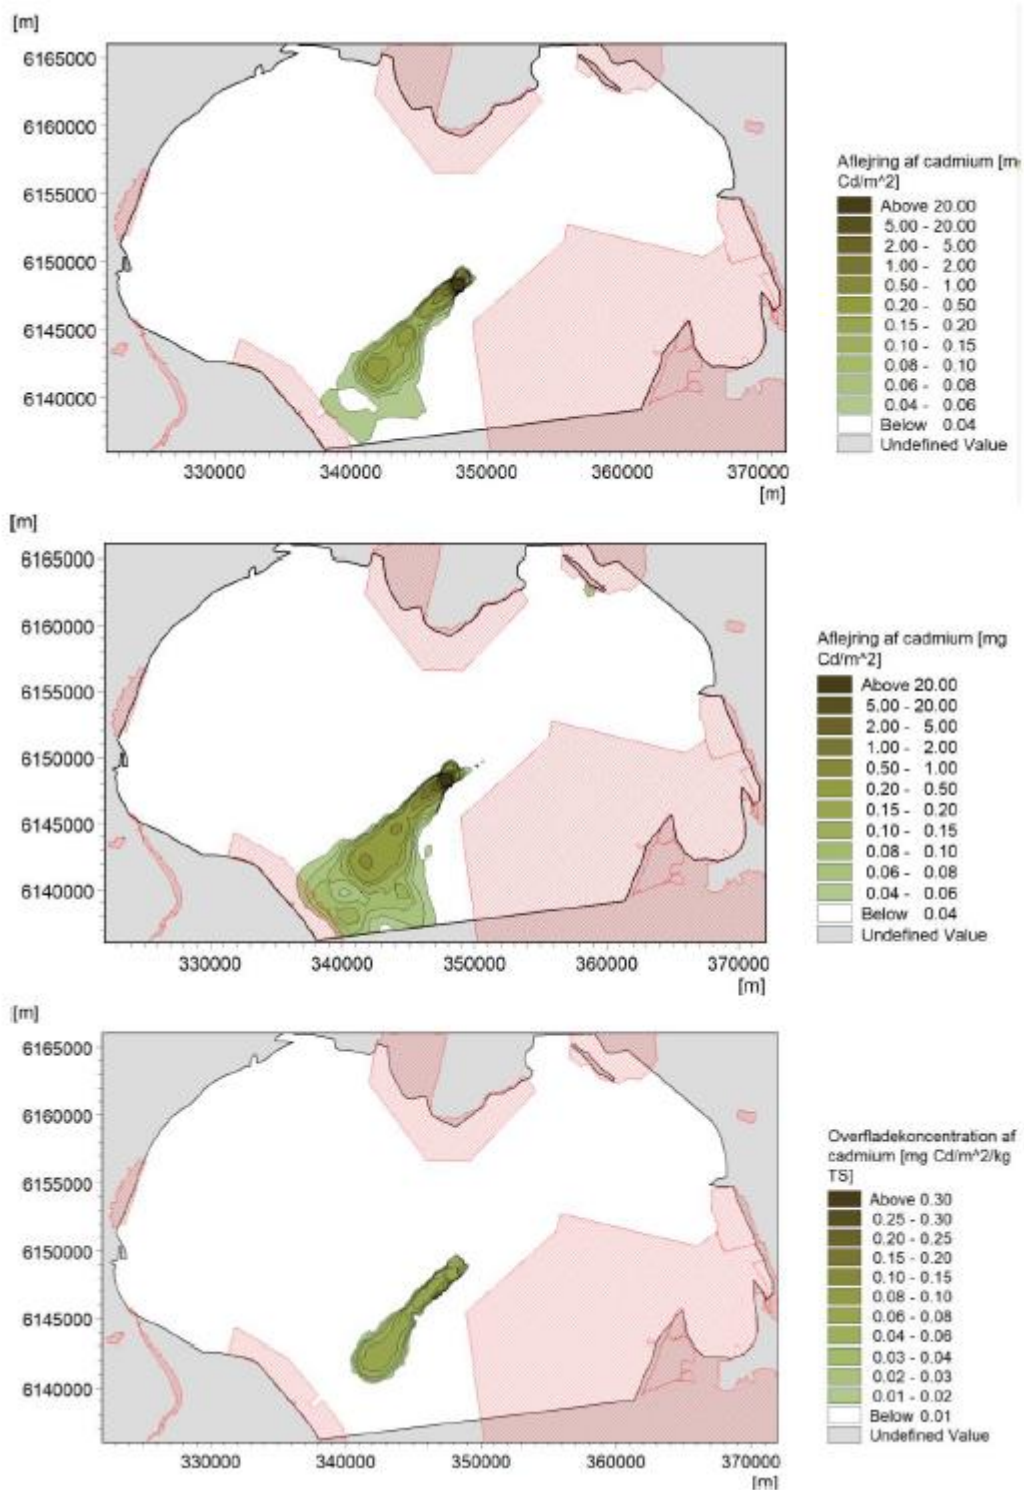 [m]
6165000
6160000
6155000
6150000
6145000
6140000
330000 340000 350000 360000 370000
[m]
Aflejring af cadmium [m
Cd/m^2]
Above 20.00
5.00 - 20.00
2.00 - 5.00
1.00 - 2.00
0.50 - 1.00
0.20 - 0.50
0.15 - 0.20
0.10 - 0.15
0.08 - 0.10
0.06 - 0.08
0.04 - 0.06
Below 0.04
Undefined Value
[m]
6165000
6160000
6155000
6150000
6145000
6140000
330000 340000 350000 360000 370000
[m]
Aflejring af cadmium [mg
Cd/m^2]
Above 20.00
5.00 - 20.00
2.00 - 5.00
1.00 - 2.00
0.50 - 1.00
0.20 - 0.50
0.15 - 0.20
0.10 - 0.15
0.08 - 0.10
0.06 - 0.08
0.04 - 0.06
Below 0.04
Undefined Value
[m]
6165000
6160000
6155000
6150000
6145000
6140000
330000 340000 350000 360000 370000
[m]
Overfladekoncentration af
cadmium [mg Cd/m^2/kg
TS]
Above 0.30
0.25 - 0.30
0.20 - 0.25
0.15 - 0.20
0.10 - 0.15
0.08 - 0.10
0.06 - 0.08
0.04 - 0.06
0.03 - 0.04
0.02 - 0.03
0.01 - 0.02
Below 0.01
Undefined Value